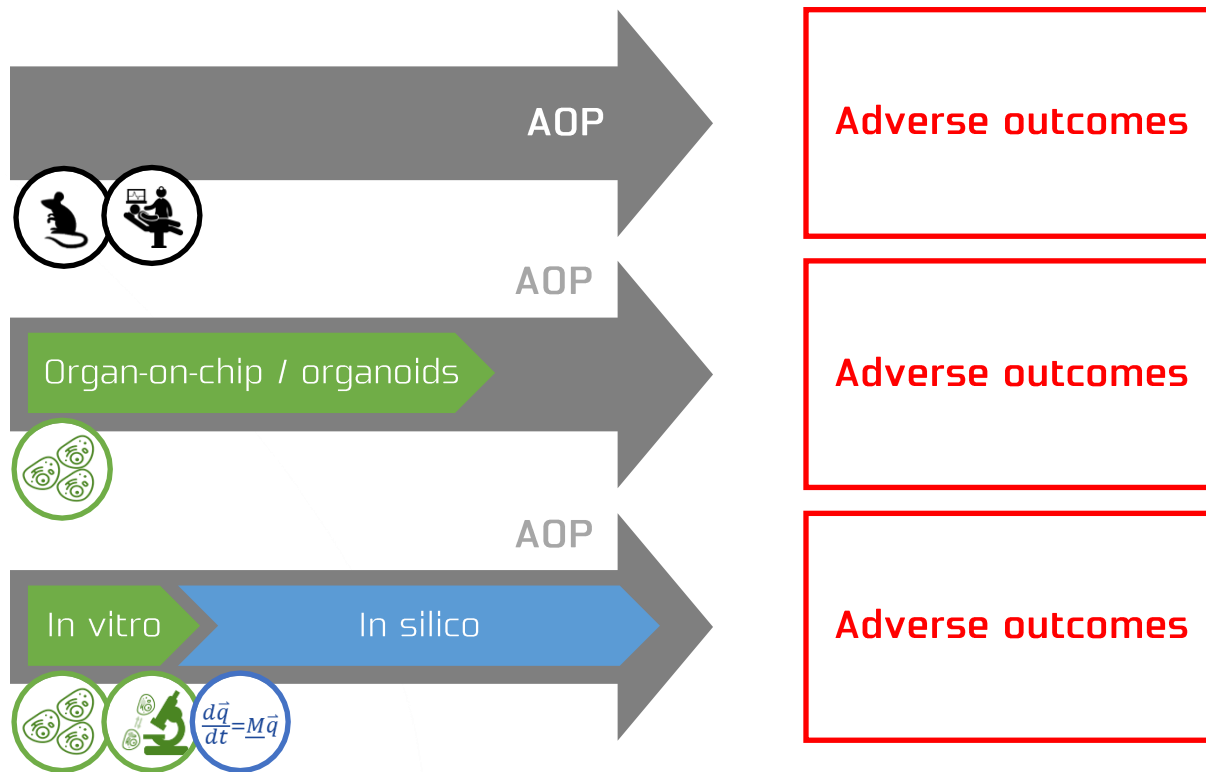 AOP
Adverse outcomes
AOP
Organ-on-chip / organoids
Adverse outcomes
AOP
In vitro
In silico
Adverse outcomes
dq⃗/dt=Mq⃗